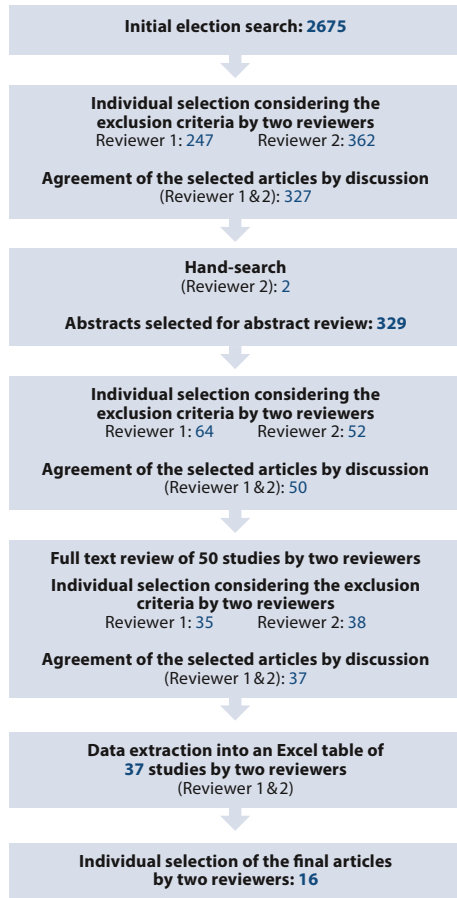 Initial election search: 2675
Individual selection considering the
exclusion criteria by two reviewers
Reviewer 1: 247 Reviewer 2: 362
Agreement of the selected articles by discussion
(Reviewer 1 & 2): 327
Hand-search
(Reviewer 2): 2
Abstracts selected for abstract review: 329
Individual selection considering the
exclusion criteria by two reviewers
Reviewer 1: 64 Reviewer 2: 52
Agreement of the selected articles by discussion
(Reviewer 1 & 2): 50
Full text review of 50 studies by two reviewers
Individual selection considering the exclusion
criteria by two reviewers
Reviewer 1: 35 Reviewer 2: 38
Agreement of the selected articles by discussion
(Reviewer 1 & 2): 37
Data extraction into an Excel table of
37 studies by two reviewers
(Reviewer 1 & 2)
Individual selection of the final articles
by two reviewers: 16